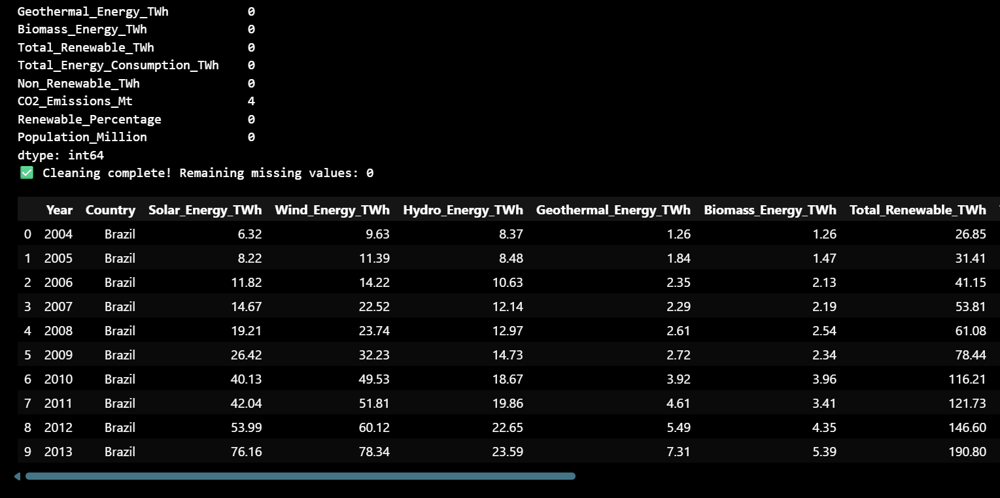 Geothermal_Energy_TWh 0
Biomass_Energy_TWh 0
Total_Renewable_TWh 0
Total_Energy_Consumption_TWh 0
Non_Renewable_TWh 0
CO2_Emissions_Mt 4
Renewable_Percentage 0
Population_Million 0
dtype: int64
✅ Cleaning complete! Remaining missing values: 0
Year Country Solar_Energy_TWh Wind_Energy_TWh Hydro_Energy_TWh Geothermal_Energy_TWh Biomass_Energy_TWh Total_Renewable_TWh
0 2004 Brazil 6.32 9.63 8.37 1.26 1.26 26.85
1 2005 Brazil 8.22 11.39 8.48 1.84 1.47 31.41
2 2006 Brazil 11.82 14.22 10.63 2.35 2.13 41.15
3 2007 Brazil 14.67 22.52 12.14 2.29 2.19 53.81
4 2008 Brazil 19.21 23.74 12.97 2.61 2.54 61.08
5 2009 Brazil 26.42 32.23 14.73 2.72 2.34 78.44
6 2010 Brazil 40.13 49.53 18.67 3.92 3.96 116.21
7 2011 Brazil 42.04 51.81 19.86 4.61 3.41 121.73
8 2012 Brazil 53.99 60.12 22.65 5.49 4.35 146.60
9 2013 Brazil 76.16 78.34 23.59 7.31 5.39 190.80